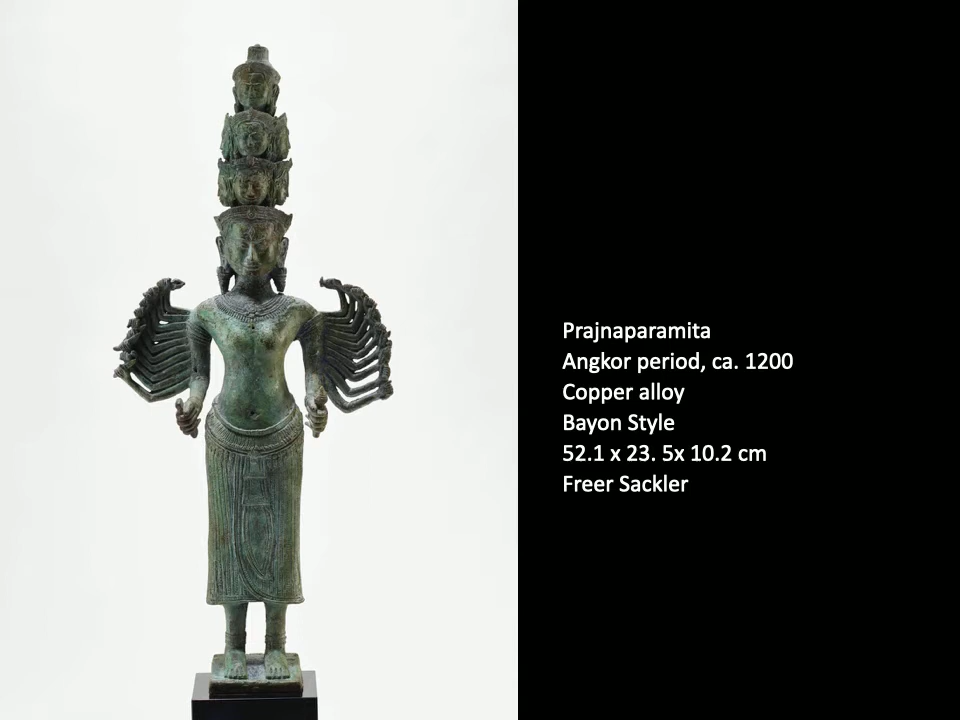 Prajnaparamita
Angkor period, ca. 1200
Copper alloy
Bayon Style
52.1 x 23. 5x 10.2 cm
Freer Sackler